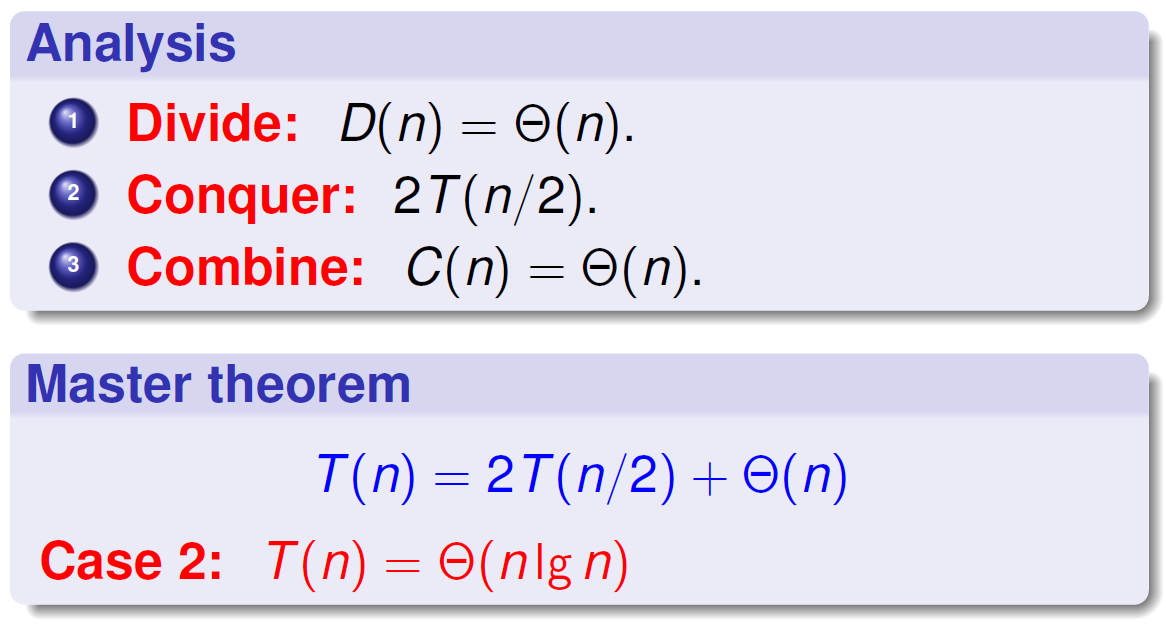 Analysis
1 Divide: D(n) = Θ(n).
2 Conquer: 2T(n/2).
3 Combine: C(n) = Θ(n).
Master theorem
T(n) = 2T(n/2) + Θ(n)
Case 2: T(n) = Θ(n lg n)